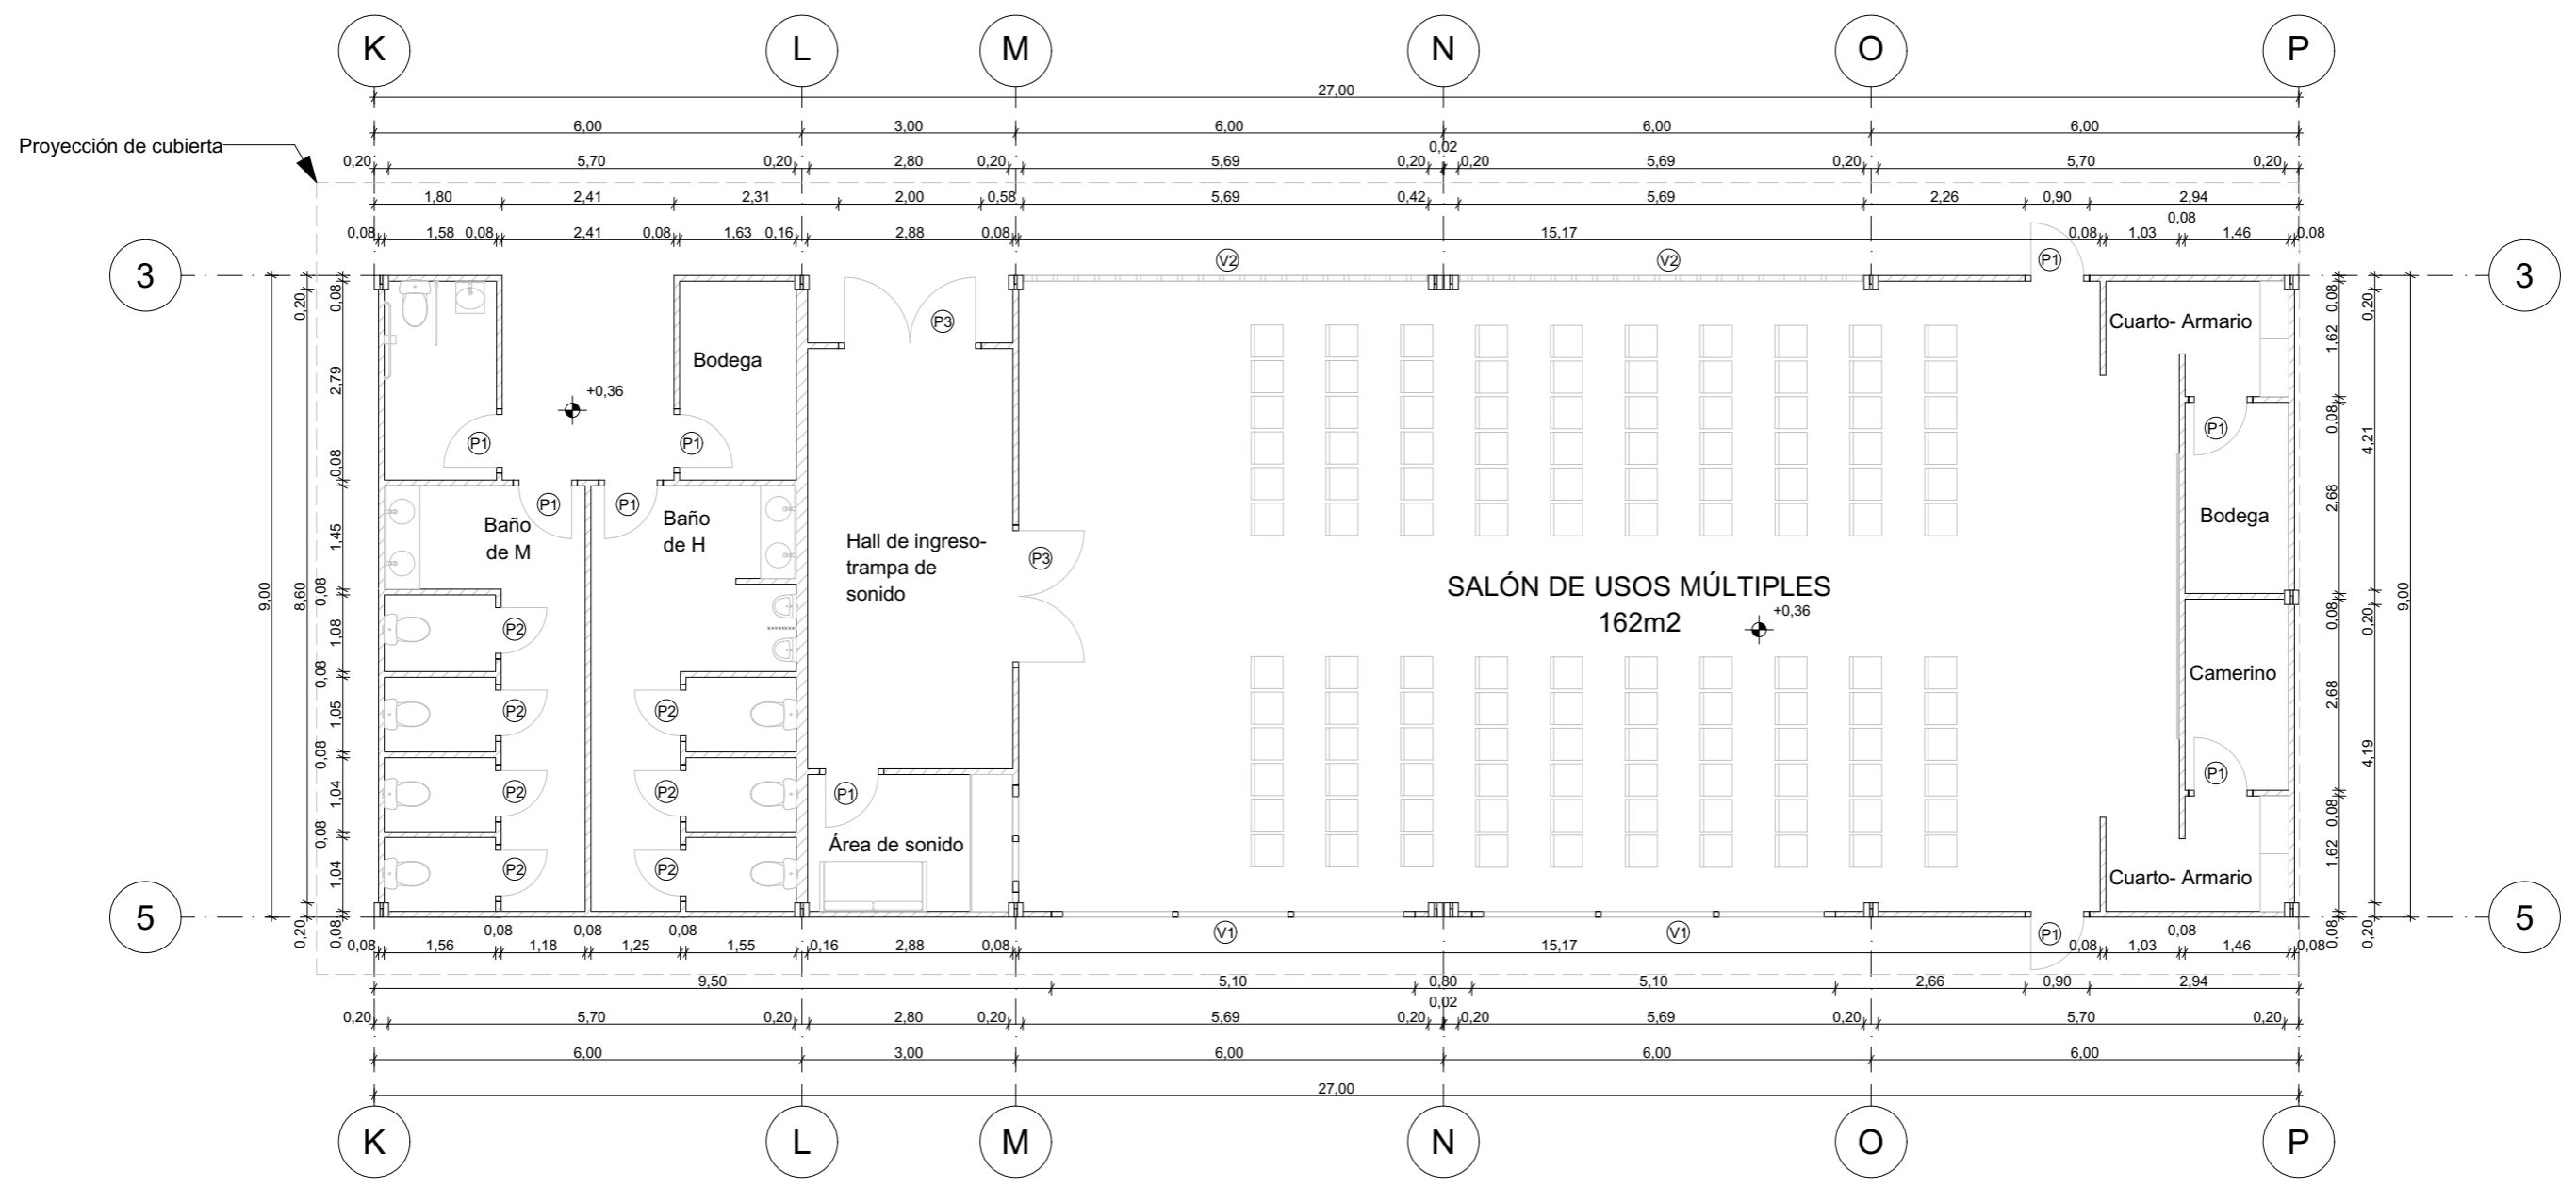 K L M N O P
27,00
6,00 3,00 6,00 6,00 6,00
Proyección de cubierta
0,02
0,20 5,70 0,20 2,80 0,20 5,69 0,20 0,20 5,69 0,20 5,70 0,20
1,80 2,41 2,31 2,00 0,58 5,69 0,42 5,69 2,26 0,90 2,94
0,08
0,08 1,58 0,08 2,41 0,08 1,63 0,16 2,88 0,08 15,17 0,08 1,03 1,46 0,08
V2 V2 P1
3 3
P3
Cuarto- Armario
Bodega
+0,36
P1 P1 P1
P1 P1
Baño
de M
Baño
de H
Bodega
Hall de ingreso-
trampa de
sonido
P3
SALÓN DE USOS MÚLTIPLES
162m2
+0,36
P2
Camerino
P2 P2
P2 P2
P1
P1
Área de sonido
P2 P2
Cuarto- Armario
5 5
V1 V1 P1
9,00
0,20 8,60 0,20
0,08 2,79 0,08 1,45 0,08 1,08 0,08 1,05 0,08 1,04 0,08 1,04 0,08
0,08 1,62 0,08 2,68 0,08 2,68 0,08 1,62 0,08
0,20 4,21 0,20 4,19 0,20
9,00
0,08 0,08 0,08 0,08
0,08 1,56 1,18 1,25 1,55 0,16 2,88 0,08 15,17 0,08 1,03 1,46 0,08
9,50 5,10 0,80 5,10 2,66 0,90 2,94
0,02
0,20 5,70 0,20 2,80 0,20 5,69 0,20 0,20 5,69 0,20 5,70 0,20
6,00 3,00 6,00 6,00 6,00
27,00
K L M N O P